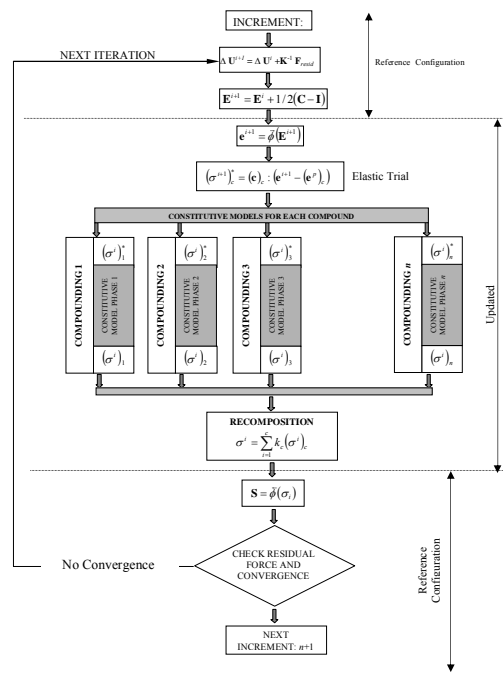 INCREMENT:
NEXT ITERATION
Δ U^{i+1} = Δ U^i + K^{-1} F_{resid}
Reference Configuration
E^{i+1} = E^i + 1/2(C − I)
e^{i+1} = φ⃗(E^{i+1})
(σ^{i+1})^*_c = (c)_c : (e^{i+1} − (e^p)_c)
Elastic Trial
CONSTITUTIVE MODELS FOR EACH COMPOUND
COMPOUNDING 1
(σ^i)^*_1
CONSTITUTIVE
MODEL PHASE 1
(σ^i)_1
COMPOUNDING 2
(σ^i)^*_2
CONSTITUTIVE
MODEL PHASE 2
(σ^i)_2
COMPOUNDING 3
(σ^i)^*_3
CONSTITUTIVE
MODEL PHASE 3
(σ^i)_3
COMPOUNDING n
(σ^i)^*_n
CONSTITUTIVE
MODEL PHASE n
(σ^i)_n
Updated
RECOMPOSITION
σ^i = ∑_{i=1}^{c} k_c (σ^i)_c
S = φ⃗(σ_i)
CHECK RESIDUAL
FORCE AND
CONVERGENCE
No Convergence
Reference
Configuration
NEXT
INCREMENT: n+1